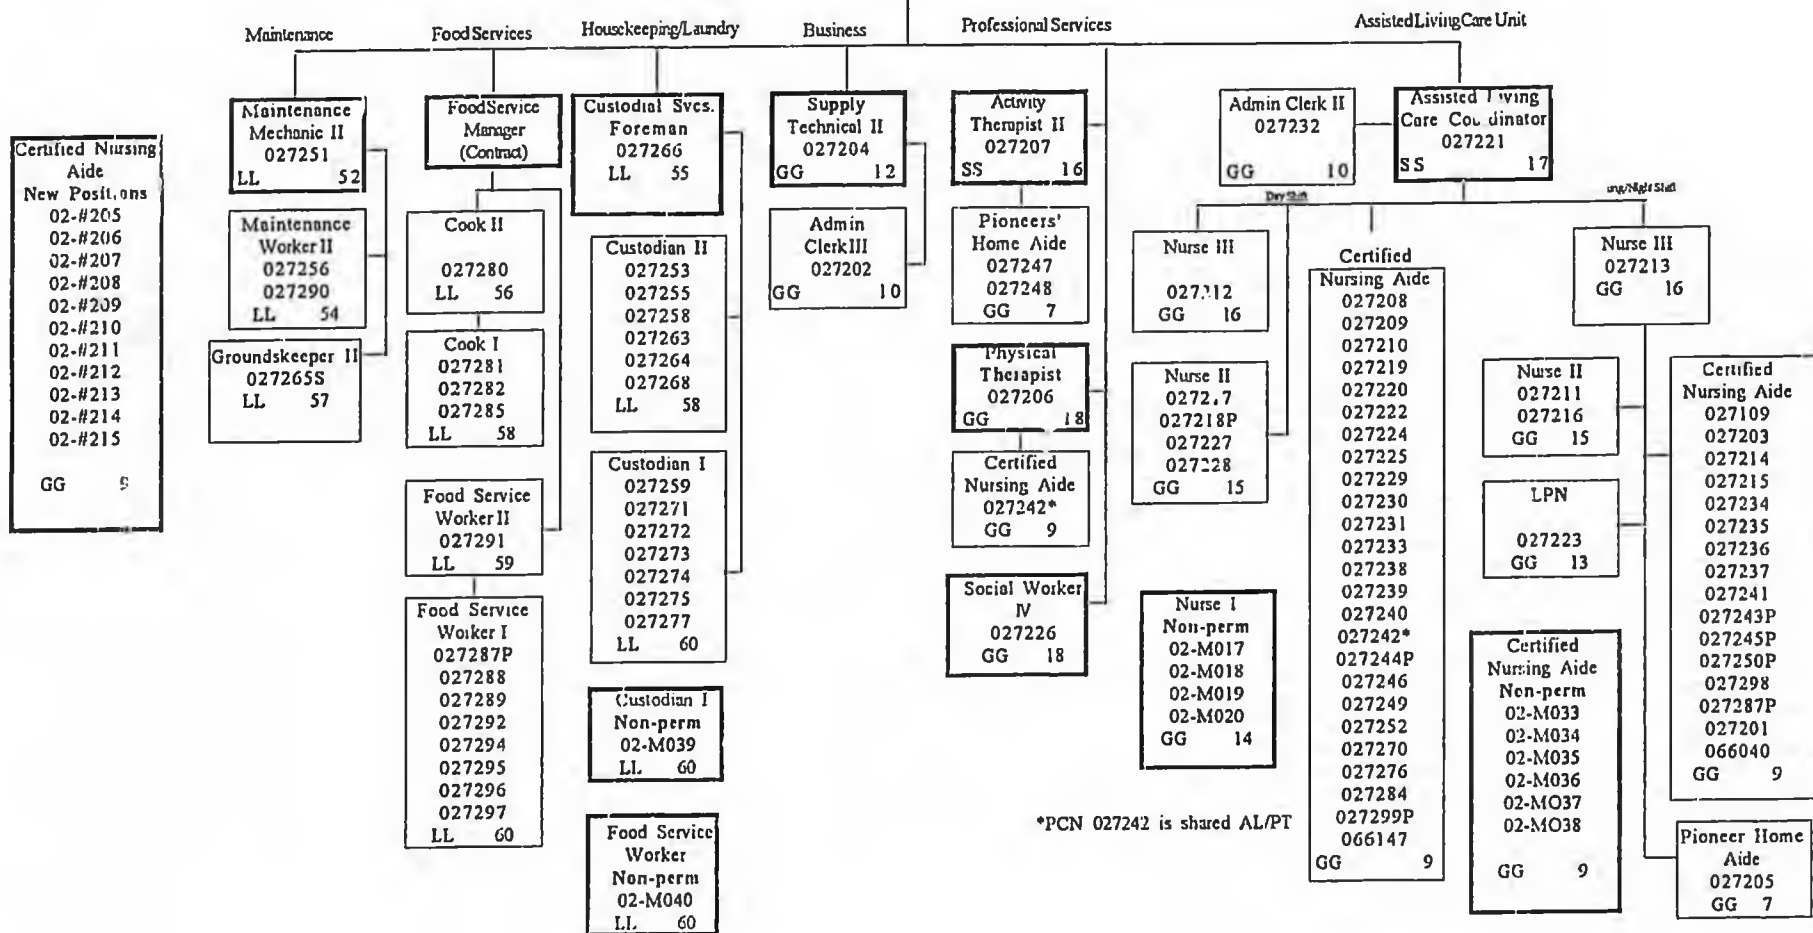 Maintenance
Food Services
Housekeeping/Laundry
Business
Professional Services
Assisted Living Care Unit
Certified Nursing
Aide
New Positions
02-#205
02-#206
02-#207
02-#208
02-#209
02-#210
02-#211
02-#212
02-#213
02-#214
02-#215
GG 9
Maintenance
Mechanic II
027251
LL 52
Maintenance
Worker II
027256
027290
LL 54
Groundskeeper II
027265S
LL 57
Food Service
Manager
(Contract)
Cook II
027280
LL 56
Cook I
027281
027282
027285
LL 58
Food Service
Worker II
027291
LL 59
Food Service
Worker I
027287P
027288
027289
027292
027294
027295
027296
027297
LL 60
Custodial Svcs.
Foreman
027266
LL 55
Custodian II
027253
027255
027258
027263
027264
027268
LL 58
Custodian I
027259
027271
027272
027273
027274
027275
027277
LL 60
Custodian I
Non-perm
02-M039
LL 60
Food Service
Worker
Non-perm
02-M040
LL 60
Supply
Technical II
027204
GG 12
Admin
Clerk III
027202
GG 10
Activity
Therapist II
027207
SS 16
Pioneers'
Home Aide
027247
027248
GG 7
Physical
Therapist
027206
GG 18
Certified
Nursing Aide
027242*
GG 9
Social Worker
IV
027226
GG 18
Admin Clerk II
027232
GG 10
Assisted Living
Care Coordinator
027221
SS 17
Day Shift
Night Shift
Nurse III
027212
GG 16
Nurse II
027218P
027227
027228
GG 15
Nurse I
Non-perm
02-M017
02-M018
02-M019
02-M020
GG 14
*PCN 027242 is shared AL/PT
Certified
Nursing Aide
027208
027209
027210
027219
027220
027222
027224
027225
027229
027230
027231
027233
027238
027239
027240
027242*
027244P
027246
027249
027252
027270
027276
027284
027299P
066147
GG 9
Nurse III
027213
GG 16
Nurse II
027211
027216
GG 15
LPN
027223
GG 13
Certified
Nursing Aide
Non-perm
02-M033
02-M034
02-M035
02-M036
02-MO37
02-MO38
GG 9
Certified
Nursing Aide
027109
027203
027214
027215
027234
027235
027236
027237
027241
027243P
027245P
027250P
027298
027287P
027201
066040
GG 9
Pioneer Home
Aide
027205
GG 7